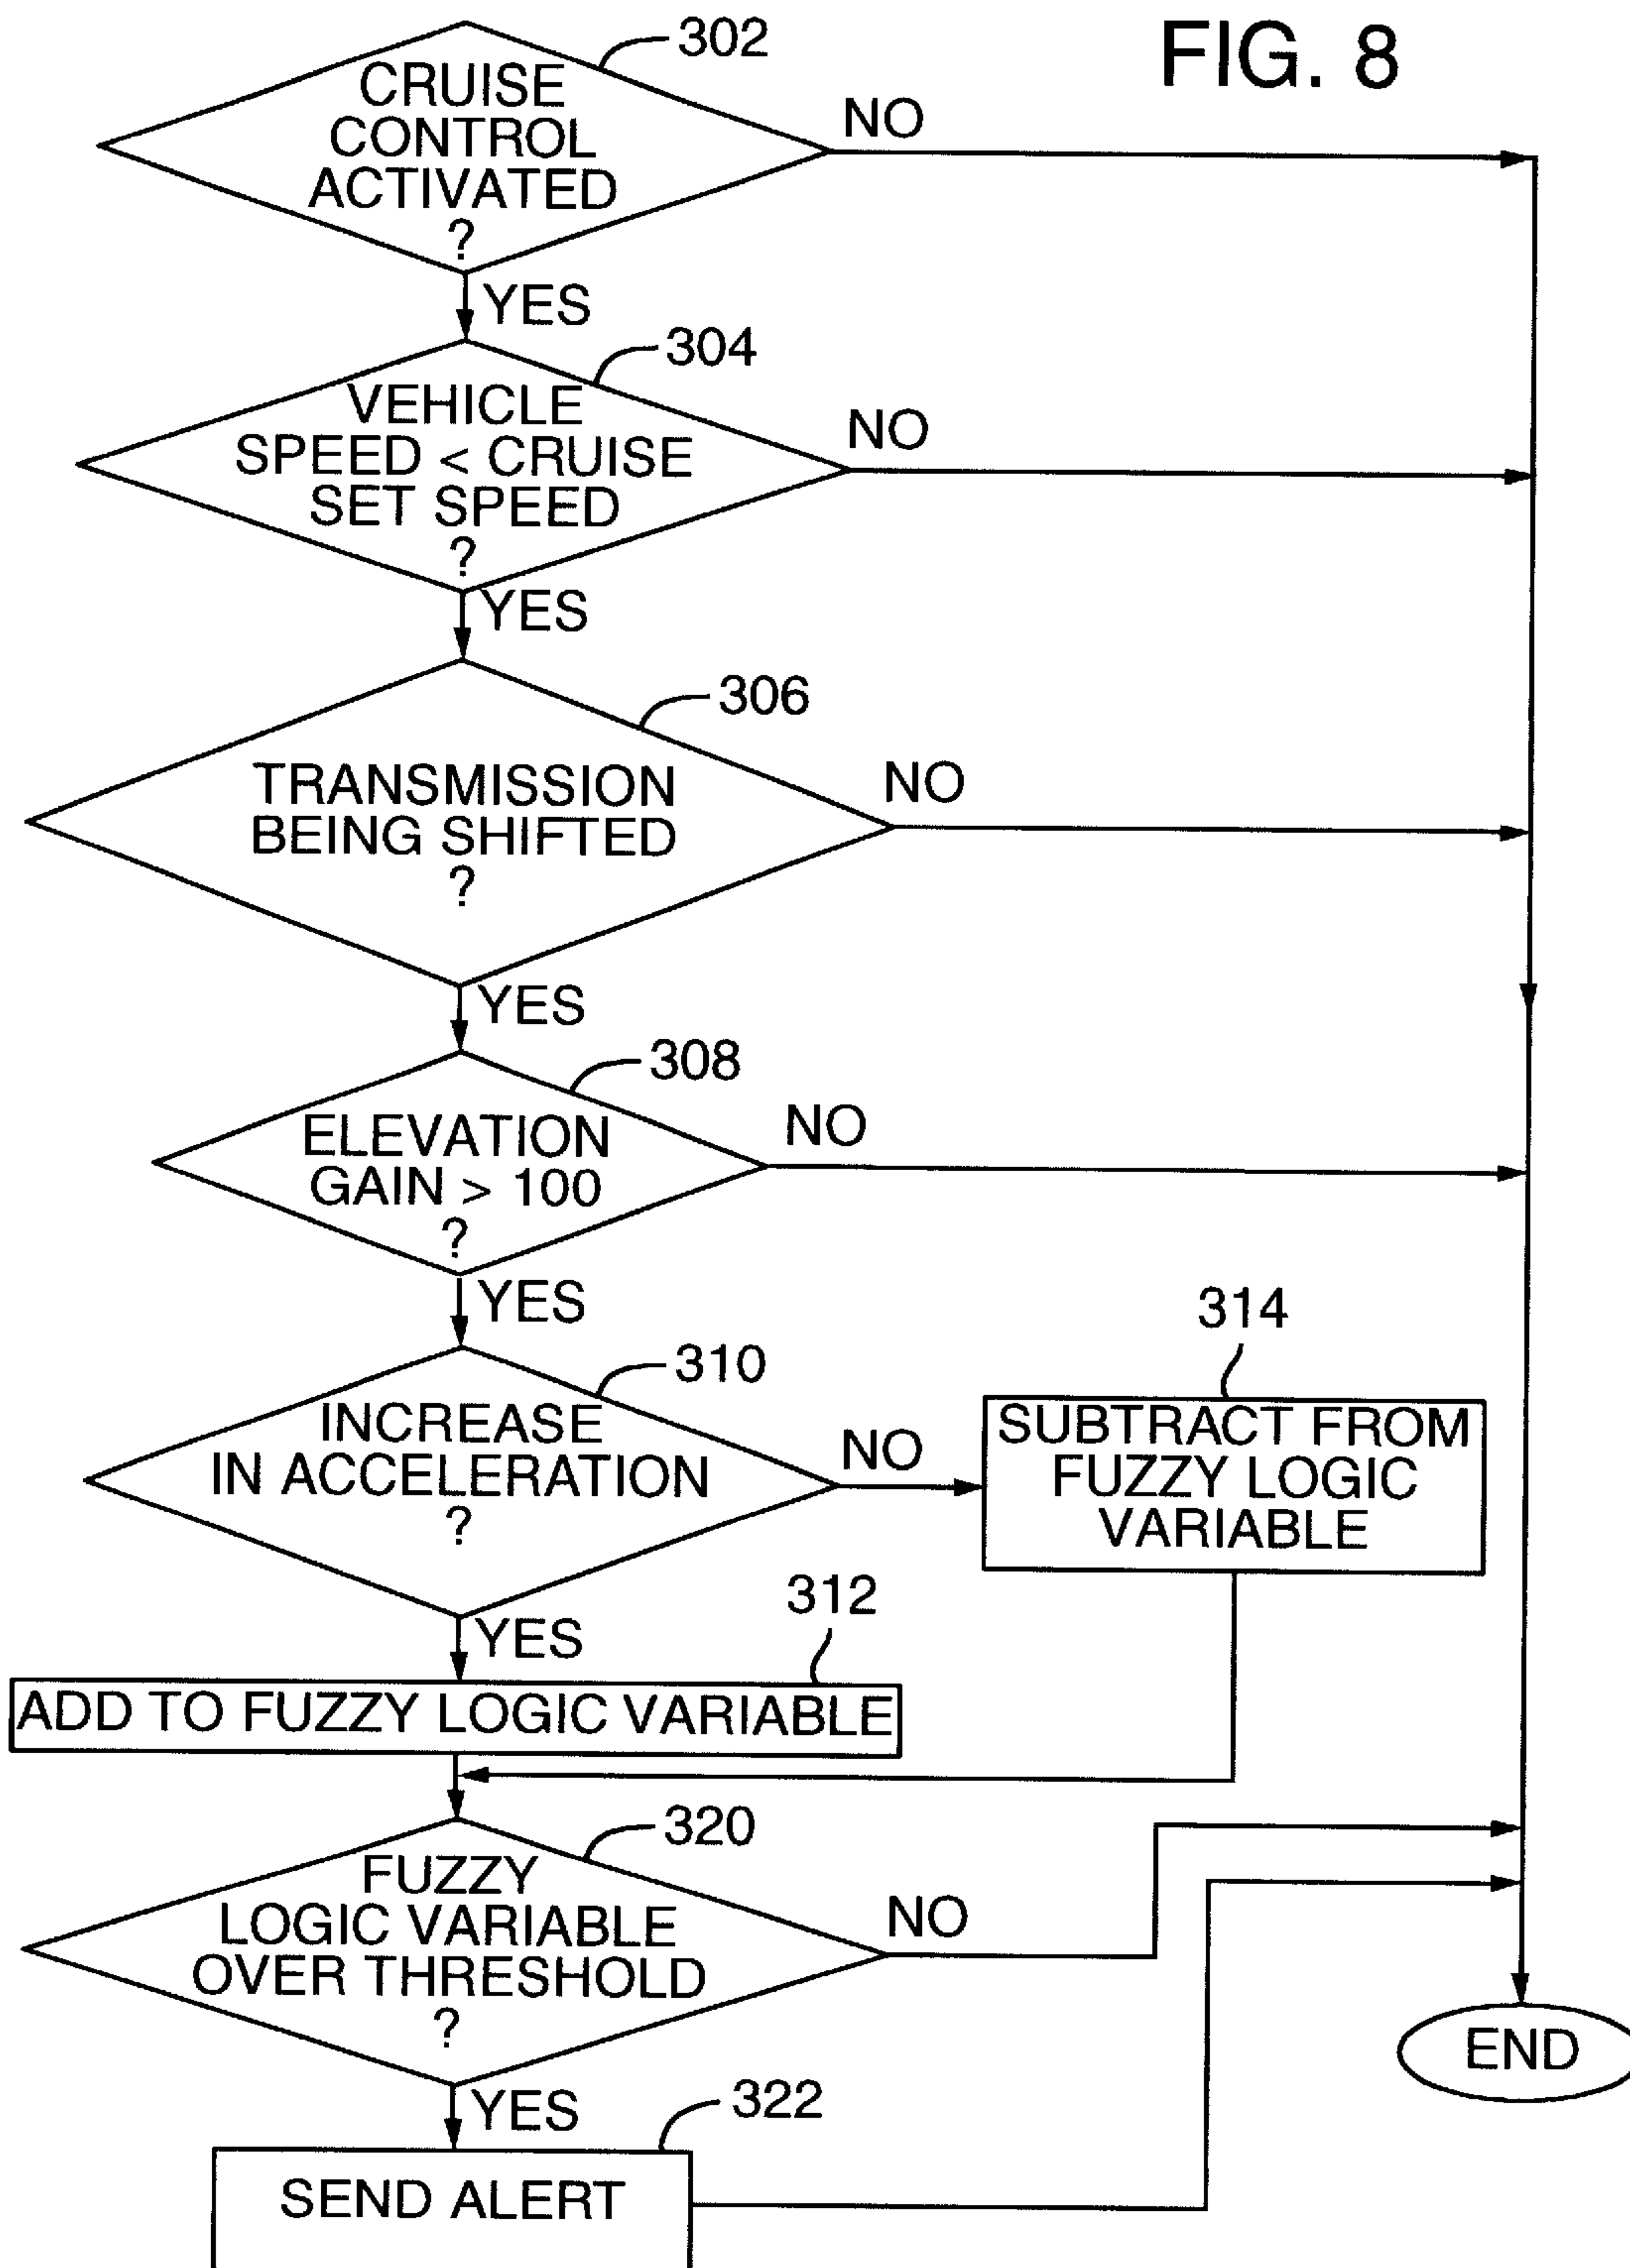 FIG. 8
302
CRUISE
CONTROL
ACTIVATED
?
NO
YES
304
VEHICLE
SPEED < CRUISE
SET SPEED
?
NO
YES
306
TRANSMISSION
BEING SHIFTED
?
NO
YES
308
ELEVATION
GAIN > 100
?
NO
YES
310
INCREASE
IN ACCELERATION
?
NO
314
SUBTRACT FROM
FUZZY LOGIC
VARIABLE
YES
312
ADD TO FUZZY LOGIC VARIABLE
320
FUZZY
LOGIC VARIABLE
OVER THRESHOLD
?
NO
END
YES
322
SEND ALERT